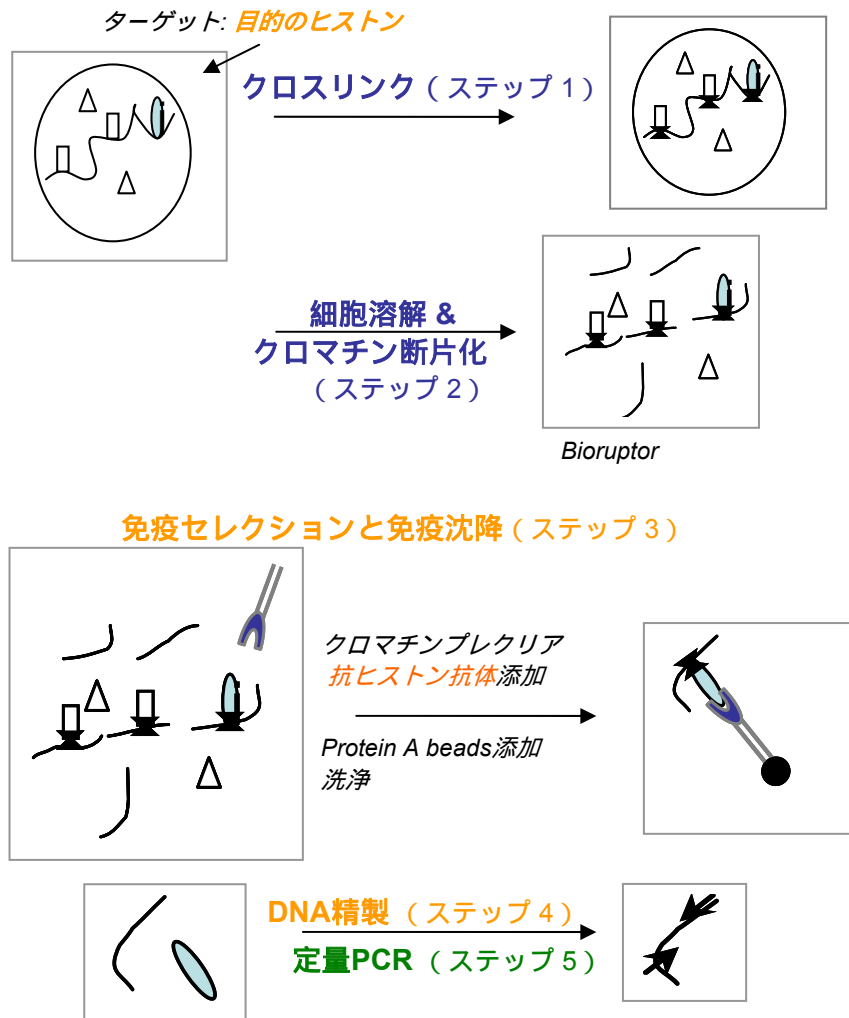 ターゲット: 目的のヒストン
クロスリンク（ステップ 1）
細胞溶解 &
クロマチン断片化
（ステップ 2）
Bioruptor
免疫セレクションと免疫沈降（ステップ 3）
クロマチンプレクリア
抗ヒストン抗体添加
Protein A beads添加
洗浄
DNA精製（ステップ 4）
定量PCR（ステップ 5）